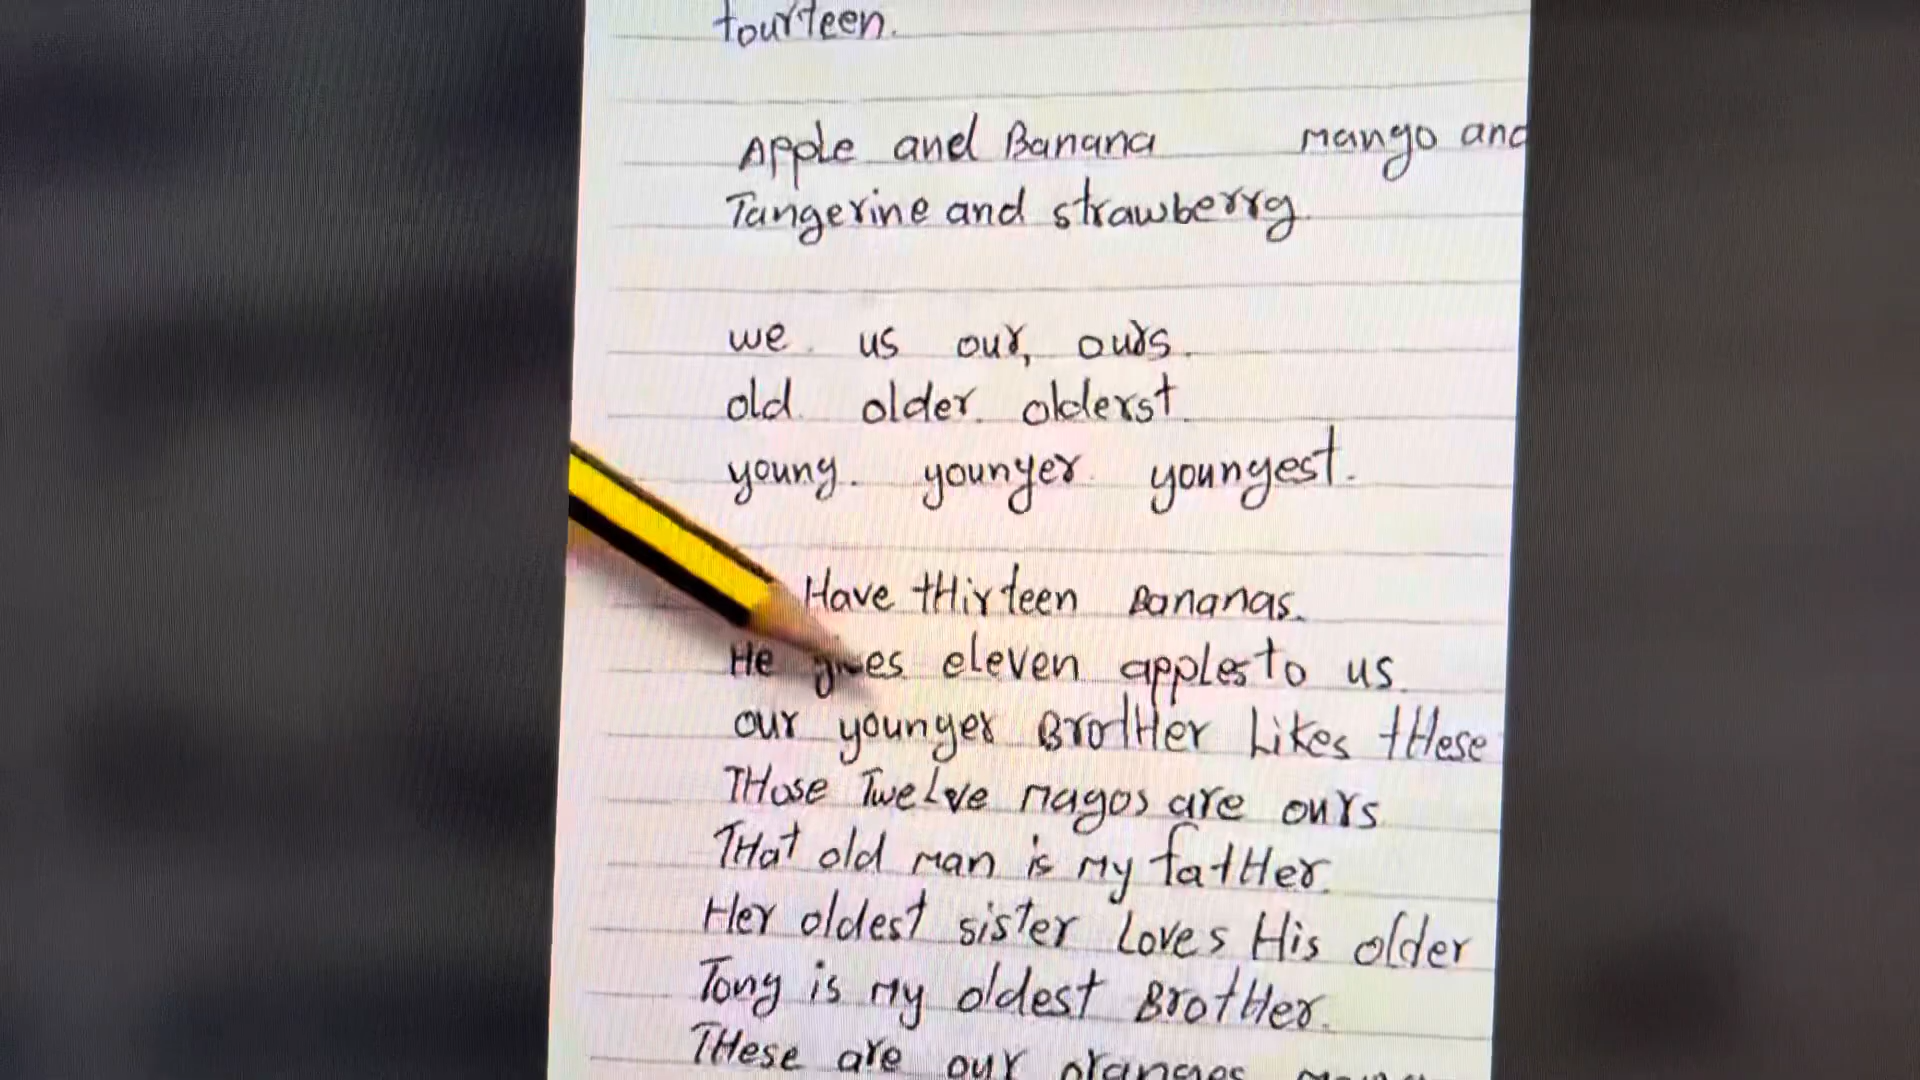 fourteen.
Apple and Banana mango and
Tangerine and strawberry.
we us our, ours.
old. older. olderst.
young. younger. youngest.
Have tHirteen Bananas.
He gives eleven apples to us.
our younger BrotHer Likes tHese
THose Twelve magos are ours
THat old man is my fatHer.
Her oldest sister Loves His older
Tony is my oldest BrotHer.
THese are our oranges